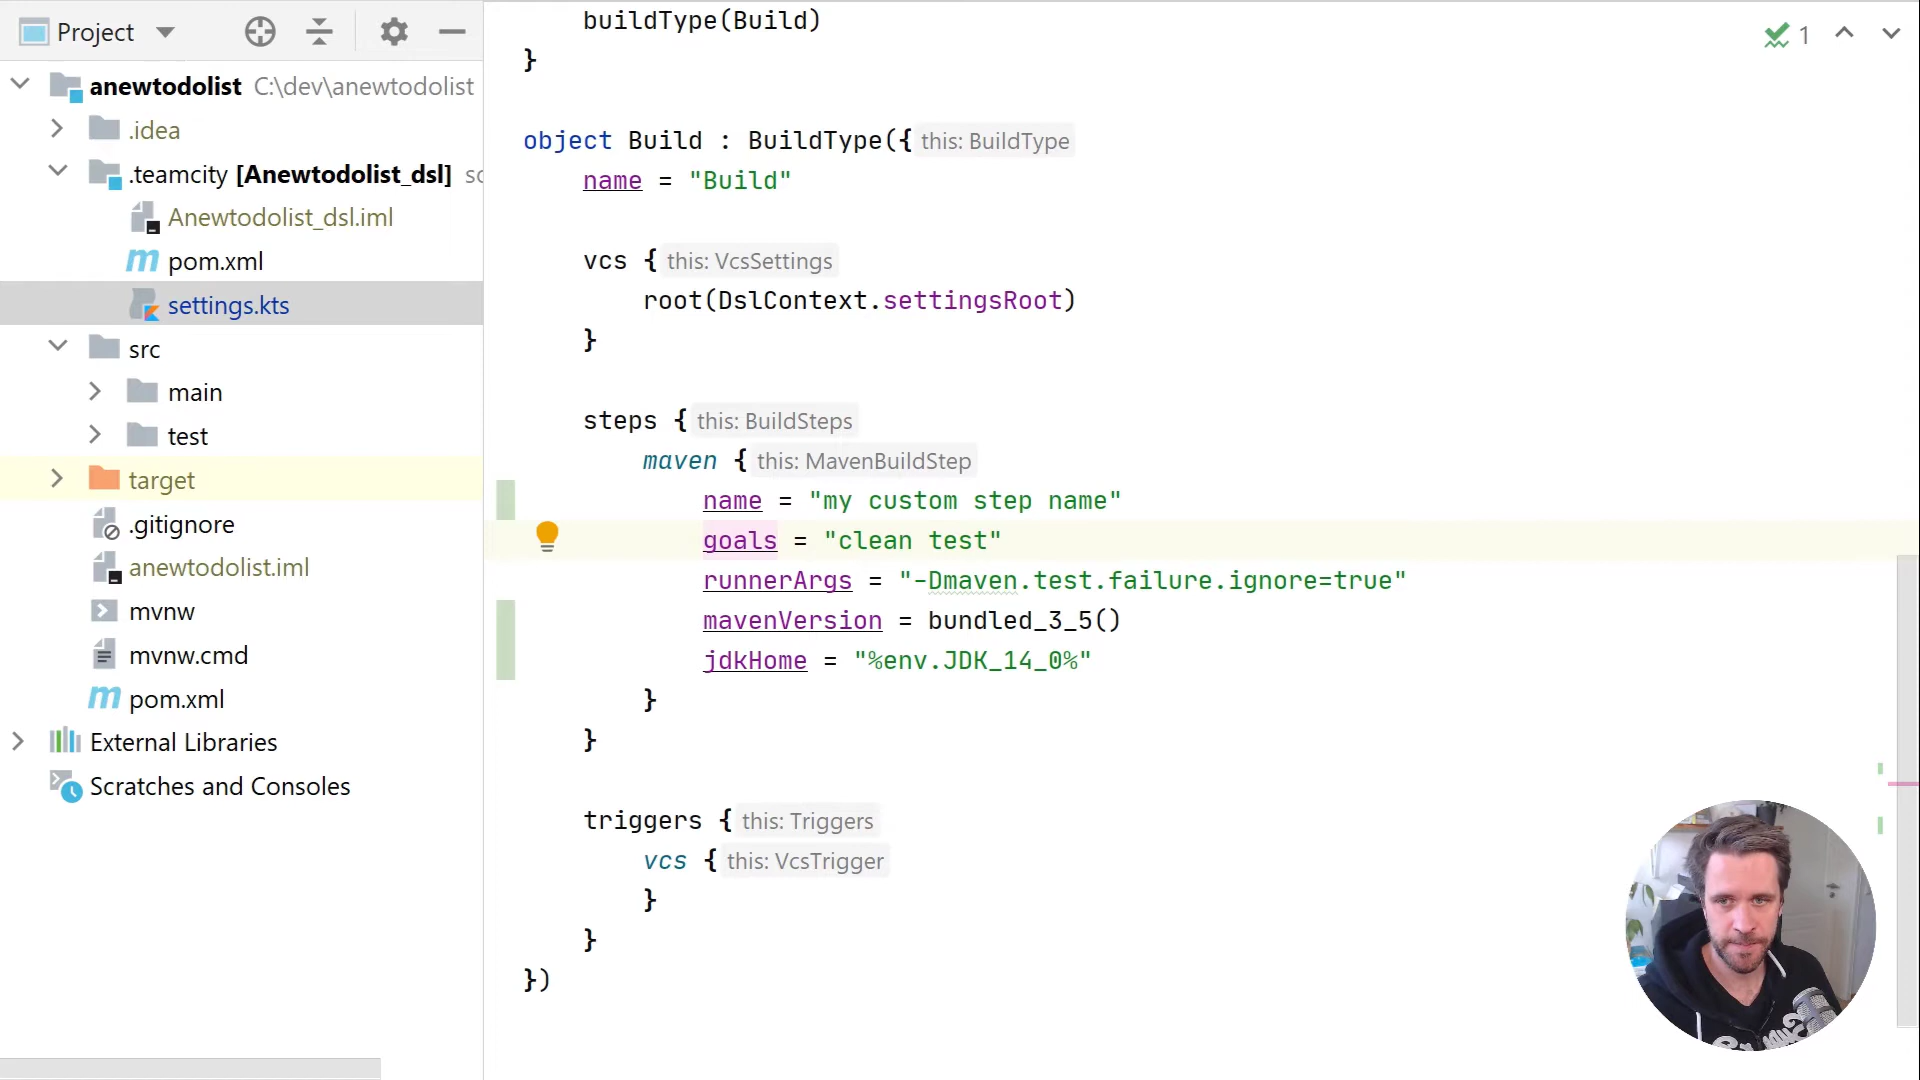 Project
anewtodolist C:\dev\anewtodolist
.idea
.teamcity [Anewtodolist_dsl] sc
Anewtodolist_dsl.iml
pom.xml
settings.kts
src
main
test
target
.gitignore
anewtodolist.iml
mvnw
mvnw.cmd
pom.xml
External Libraries
Scratches and Consoles
buildType(Build)
}
1
object Build : BuildType({ this: BuildType
name = "Build"
vcs { this: VcsSettings
root(DslContext.settingsRoot)
}
steps { this: BuildSteps
maven { this: MavenBuildStep
name = "my custom step name"
goals = "clean test"
runnerArgs = "-Dmaven.test.failure.ignore=true"
mavenVersion = bundled_3_5()
jdkHome = "%env.JDK_14_0%"
}
}
triggers { this: Triggers
vcs { this: VcsTrigger
}
}
})